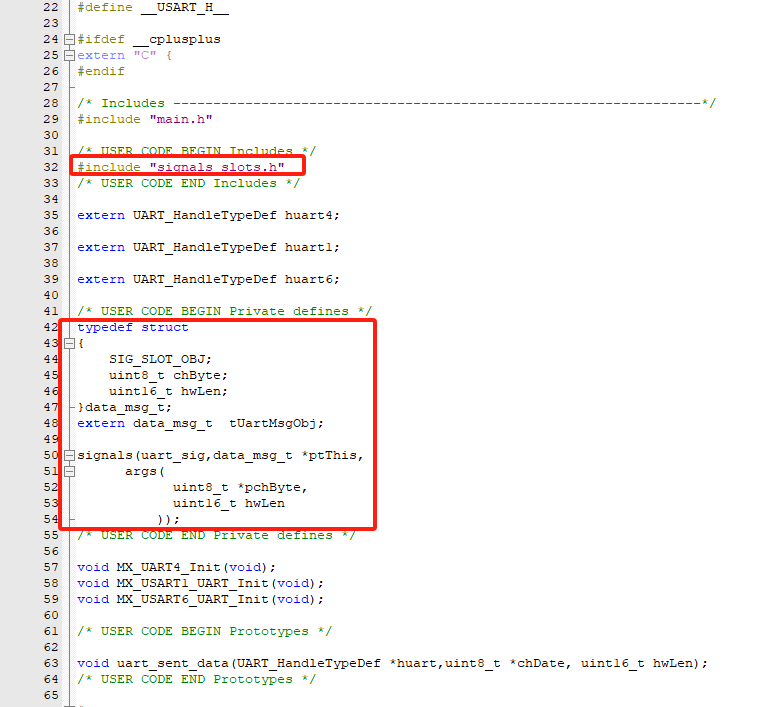 22 #define __USART_H__
23
24 #ifdef __cplusplus
25 extern "C" {
26 #endif
27
28 /* Includes ------------------------------------------------------------------*/
29 #include "main.h"
30
31 /* USER CODE BEGIN Includes */
32 #include "signals_slots.h"
33 /* USER CODE END Includes */
34
35 extern UART_HandleTypeDef huart4;
36
37 extern UART_HandleTypeDef huart1;
38
39 extern UART_HandleTypeDef huart6;
40
41 /* USER CODE BEGIN Private defines */
42 typedef struct
43 {
44     SIG_SLOT_OBJ;
45     uint8_t chByte;
46     uint16_t hwLen;
47 }data_msg_t;
48 extern data_msg_t  tUartMsgObj;
49
50 signals(uart_sig,data_msg_t *ptThis,
51       args(
52             uint8_t *pchByte,
53             uint16_t hwLen
54           ));
55 /* USER CODE END Private defines */
56
57 void MX_UART4_Init(void);
58 void MX_USART1_UART_Init(void);
59 void MX_USART6_UART_Init(void);
60
61 /* USER CODE BEGIN Prototypes */
62
63 void uart_sent_data(UART_HandleTypeDef *huart,uint8_t *chDate, uint16_t hwLen);
64 /* USER CODE END Prototypes */
65